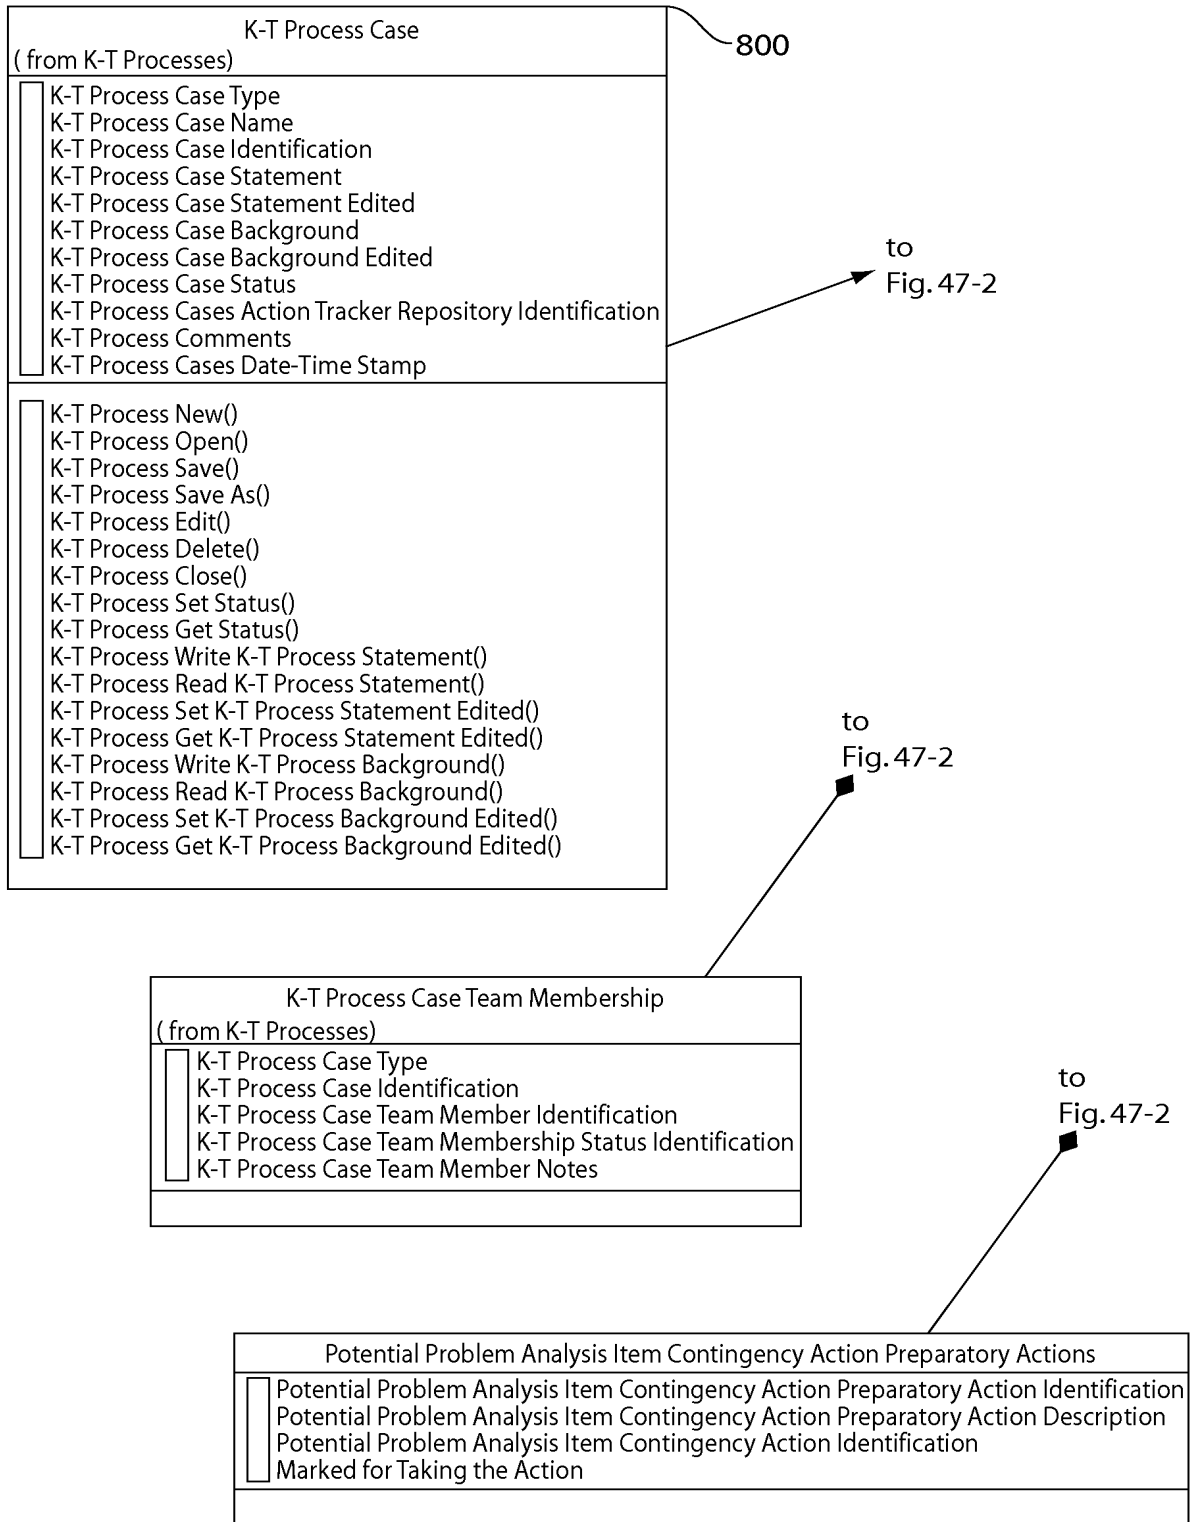 K-T Process Case
( from K-T Processes)
800
K-T Process Case Type
K-T Process Case Name
K-T Process Case Identification
K-T Process Case Statement
K-T Process Case Statement Edited
K-T Process Case Background
K-T Process Case Background Edited
K-T Process Case Status
K-T Process Cases Action Tracker Repository Identification
K-T Process Comments
K-T Process Cases Date-Time Stamp
to
Fig. 47-2
K-T Process New()
K-T Process Open()
K-T Process Save()
K-T Process Save As()
K-T Process Edit()
K-T Process Delete()
K-T Process Close()
K-T Process Set Status()
K-T Process Get Status()
K-T Process Write K-T Process Statement()
K-T Process Read K-T Process Statement()
K-T Process Set K-T Process Statement Edited()
K-T Process Get K-T Process Statement Edited()
K-T Process Write K-T Process Background()
K-T Process Read K-T Process Background()
K-T Process Set K-T Process Background Edited()
K-T Process Get K-T Process Background Edited()
to
Fig. 47-2
K-T Process Case Team Membership
( from K-T Processes)
K-T Process Case Type
K-T Process Case Identification
K-T Process Case Team Member Identification
K-T Process Case Team Membership Status Identification
K-T Process Case Team Member Notes
to
Fig. 47-2
Potential Problem Analysis Item Contingency Action Preparatory Actions
Potential Problem Analysis Item Contingency Action Preparatory Action Identification
Potential Problem Analysis Item Contingency Action Preparatory Action Description
Potential Problem Analysis Item Contingency Action Identification
Marked for Taking the Action